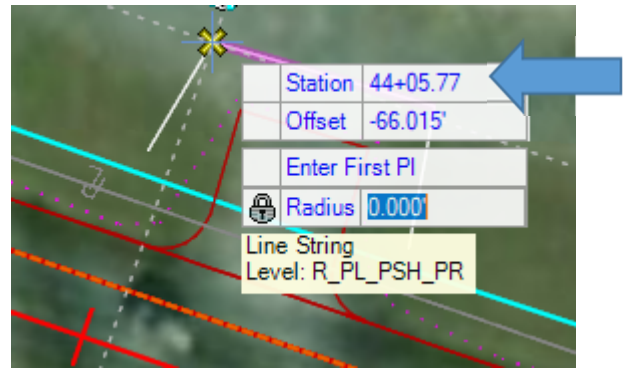 Station 44+05.77
Offset -66.015'
Enter First PI
Radius 0.000'
Line String
Level: R_PL_PSH_PR